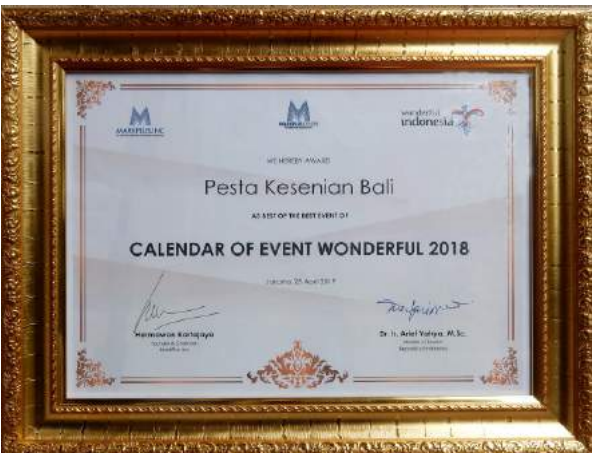 MARKPLUS, INC
wonderful
indonesia
WE HEREBY AWARD
Pesta Kesenian Bali
AS BEST OF THE BEST EVENT OF
CALENDAR OF EVENT WONDERFUL 2018
Jakarta, 25 April 2019
Hermawan Kartajaya
Dr. Ir. Arief Yahya, M.Sc.